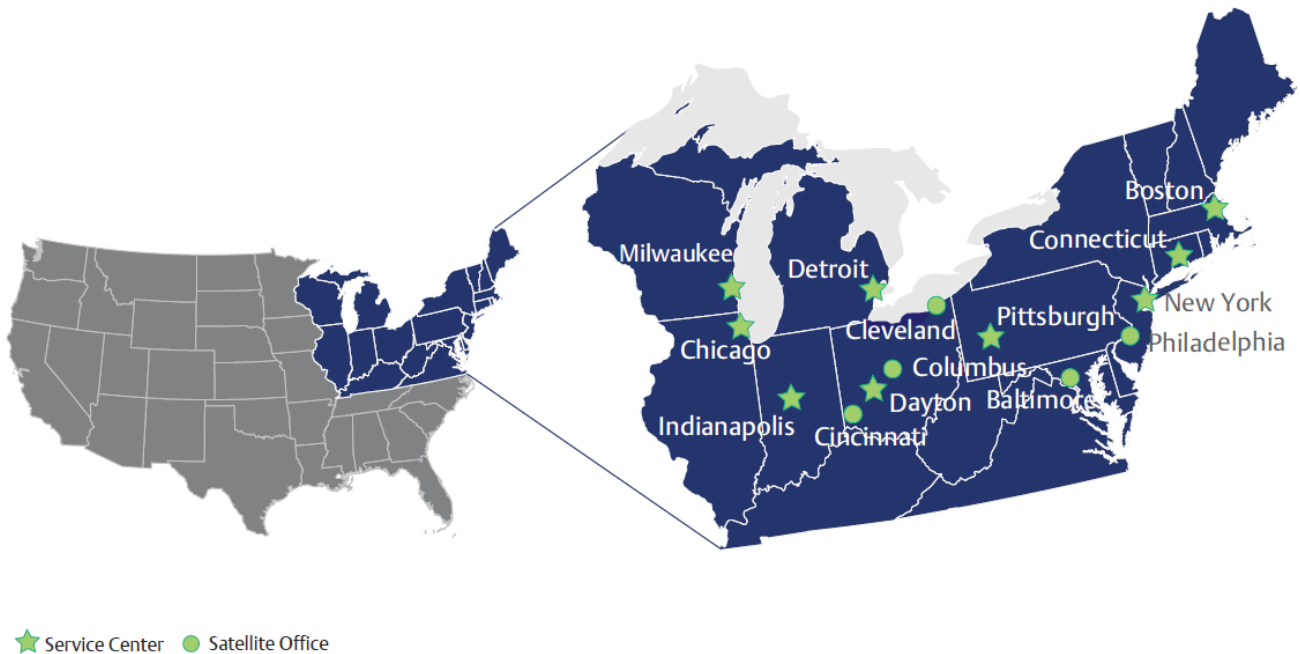 Boston
Connecticut
Milwaukee
Detroit
New York
Pittsburgh
Cleveland
Philadelphia
Chicago
Columbus
Dayton
Baltimore
Indianapolis
Cincinnati
Service Center
Satellite Office